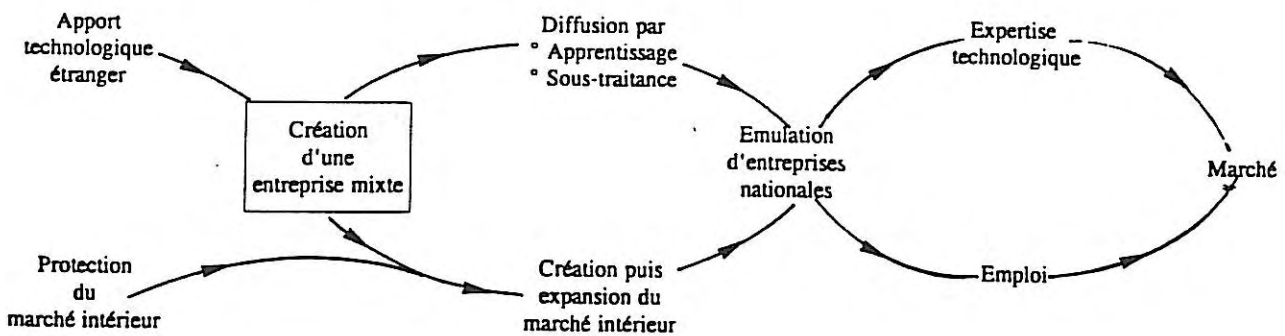 Apport
technologique
étranger
Diffusion par
° Apprentissage
° Sous-traitance
Expertise
technologique
Création
d'une
entreprise mixte
Emulation
d'entreprises
nationales
Marché
Protection
du
marché intérieur
Création puis
expansion du
marché intérieur
Emploi